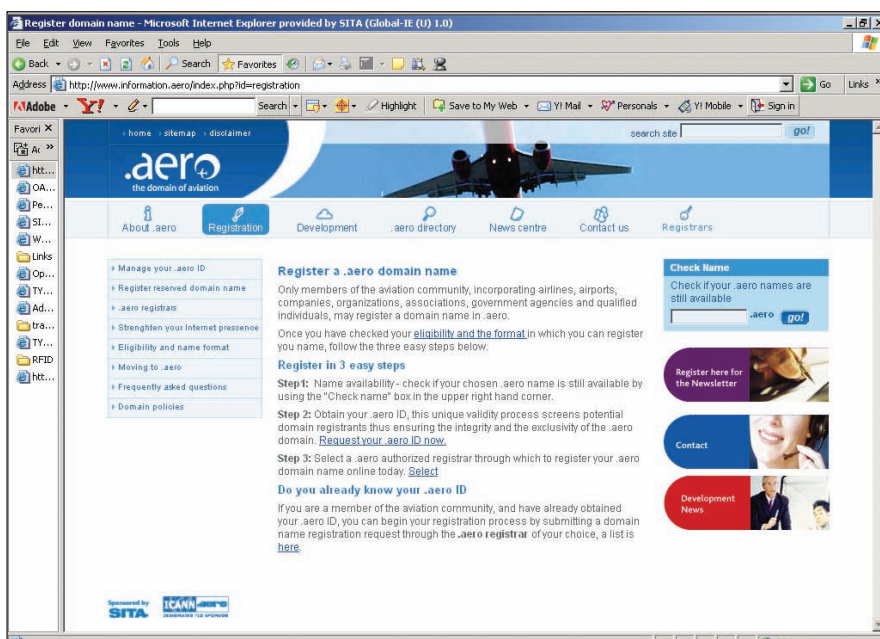 Register domain name - Microsoft Internet Explorer provided by SITA (Global-IE (U) 1.0)
File Edit View Favorites Tools Help
Back Search Favorites
Address http://www.information.aero/index.php?id=registration Go Links »
Adobe Y! Search Highlight Save to My Web Y! Mail Personals Y! Mobile Sign in
Favori X
Ac »
htt...
OA...
Pe...
SI...
W...
Links
Op...
TY...
Ad...
tra...
TY...
RFID
htt...
› home › sitemap › disclaimer
search site go!
.aero
the domain of aviation
About .aero Registration Development .aero directory News centre Contact us Registrars
Manage your .aero ID
Register reserved domain name
.aero registrars
Strenghten your Internet prescence
Eligibility and name format
Moving to .aero
Frequently asked questions
Domain policies
Register a .aero domain name
Only members of the aviation community, incorporating airlines, airports,
companies, organizations, associations, government agencies and qualified
individuals, may register a domain name in .aero.
Once you have checked your eligibility and the format in which you can register
you name, follow the three easy steps below.
Register in 3 easy steps
Step1: Name availability - check if your chosen .aero name is still available by
using the "Check name" box in the upper right hand corner.
Step 2: Obtain your .aero ID, this unique validity process screens potential
domain registrants thus ensuring the integrity and the exclusivity of the .aero
domain. Request your .aero ID now.
Step 3: Select a .aero authorized registrar through which to register your .aero
domain name online today. Select
Do you already know your .aero ID
If you are a member of the aviation community, and have already obtained
your .aero ID, you can begin your registration process by submitting a domain
name registration request through the .aero registrar of your choice, a list is
here.
Check Name
Check if your .aero names are
still available
.aero go!
Register here for
the Newsletter
Contact
Development
News
Sponsored by
SITA
ICANN .aero
DESIGNATED TLD SPONSOR